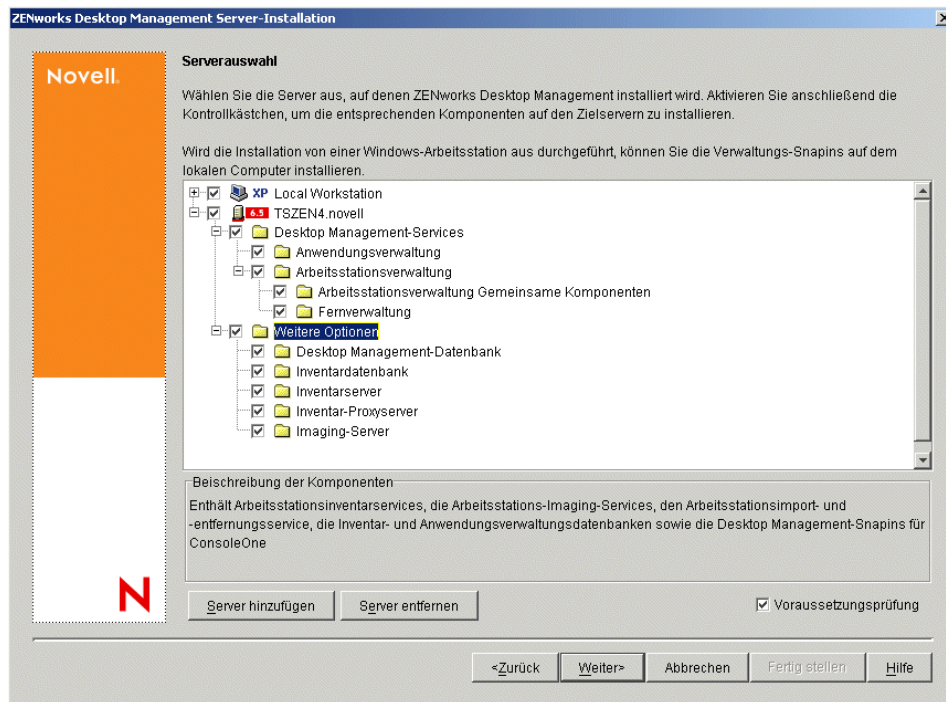 ZENworks Desktop Management Server-Installation
Novell.
Serverauswahl
Wählen Sie die Server aus, auf denen ZENworks Desktop Management installiert wird. Aktivieren Sie anschließend die
Kontrollkästchen, um die entsprechenden Komponenten auf den Zielservern zu installieren.
Wird die Installation von einer Windows-Arbeitsstation aus durchgeführt, können Sie die Verwaltungs-Snapins auf dem
lokalen Computer installieren.
XP Local Workstation
6.5 TSZEN4.novell
Desktop Management-Services
Anwendungsverwaltung
Arbeitsstationsverwaltung
Arbeitsstationsverwaltung Gemeinsame Komponenten
Fernverwaltung
Weitere Optionen
Desktop Management-Datenbank
Inventardatenbank
Inventarserver
Inventar-Proxyserver
Imaging-Server
Beischreibung der Komponenten
Enthält Arbeitsstationsinventarservices, die Arbeitsstations-Imaging-Services, den Arbeitsstationsimport- und
-entfernungsservice, die Inventar- und Anwendungsverwaltungsdatenbanken sowie die Desktop Management-Snapins für
ConsoleOne
N
Server hinzufügen Server entfernen Voraussetzungsprüfung
<Zurück Weiter> Abbrechen Fertig stellen Hilfe